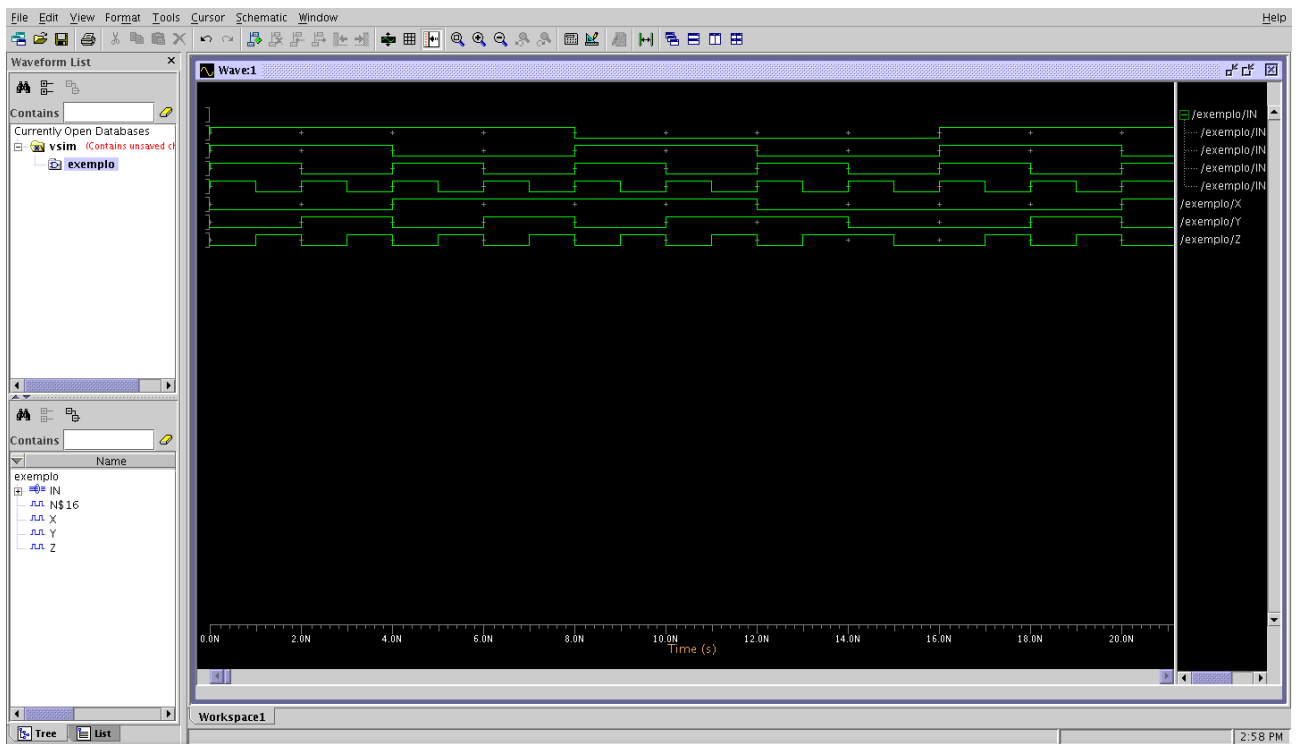 File Edit View Format Tools Cursor Schematic Window Help
Waveform List
Contains
Currently Open Databases
vsim (Contains unsaved ch
exemplo
Contains
Name
exemplo
IN
N$16
X
Y
Z
Tree List
Wave:1
/exemplo/IN
/exemplo/IN
/exemplo/IN
/exemplo/IN
/exemplo/IN
/exemplo/X
/exemplo/Y
/exemplo/Z
0.0N 2.0N 4.0N 6.0N 8.0N 10.0N 12.0N 14.0N 16.0N 18.0N 20.0N
Time (s)
Workspace1
2:58 PM